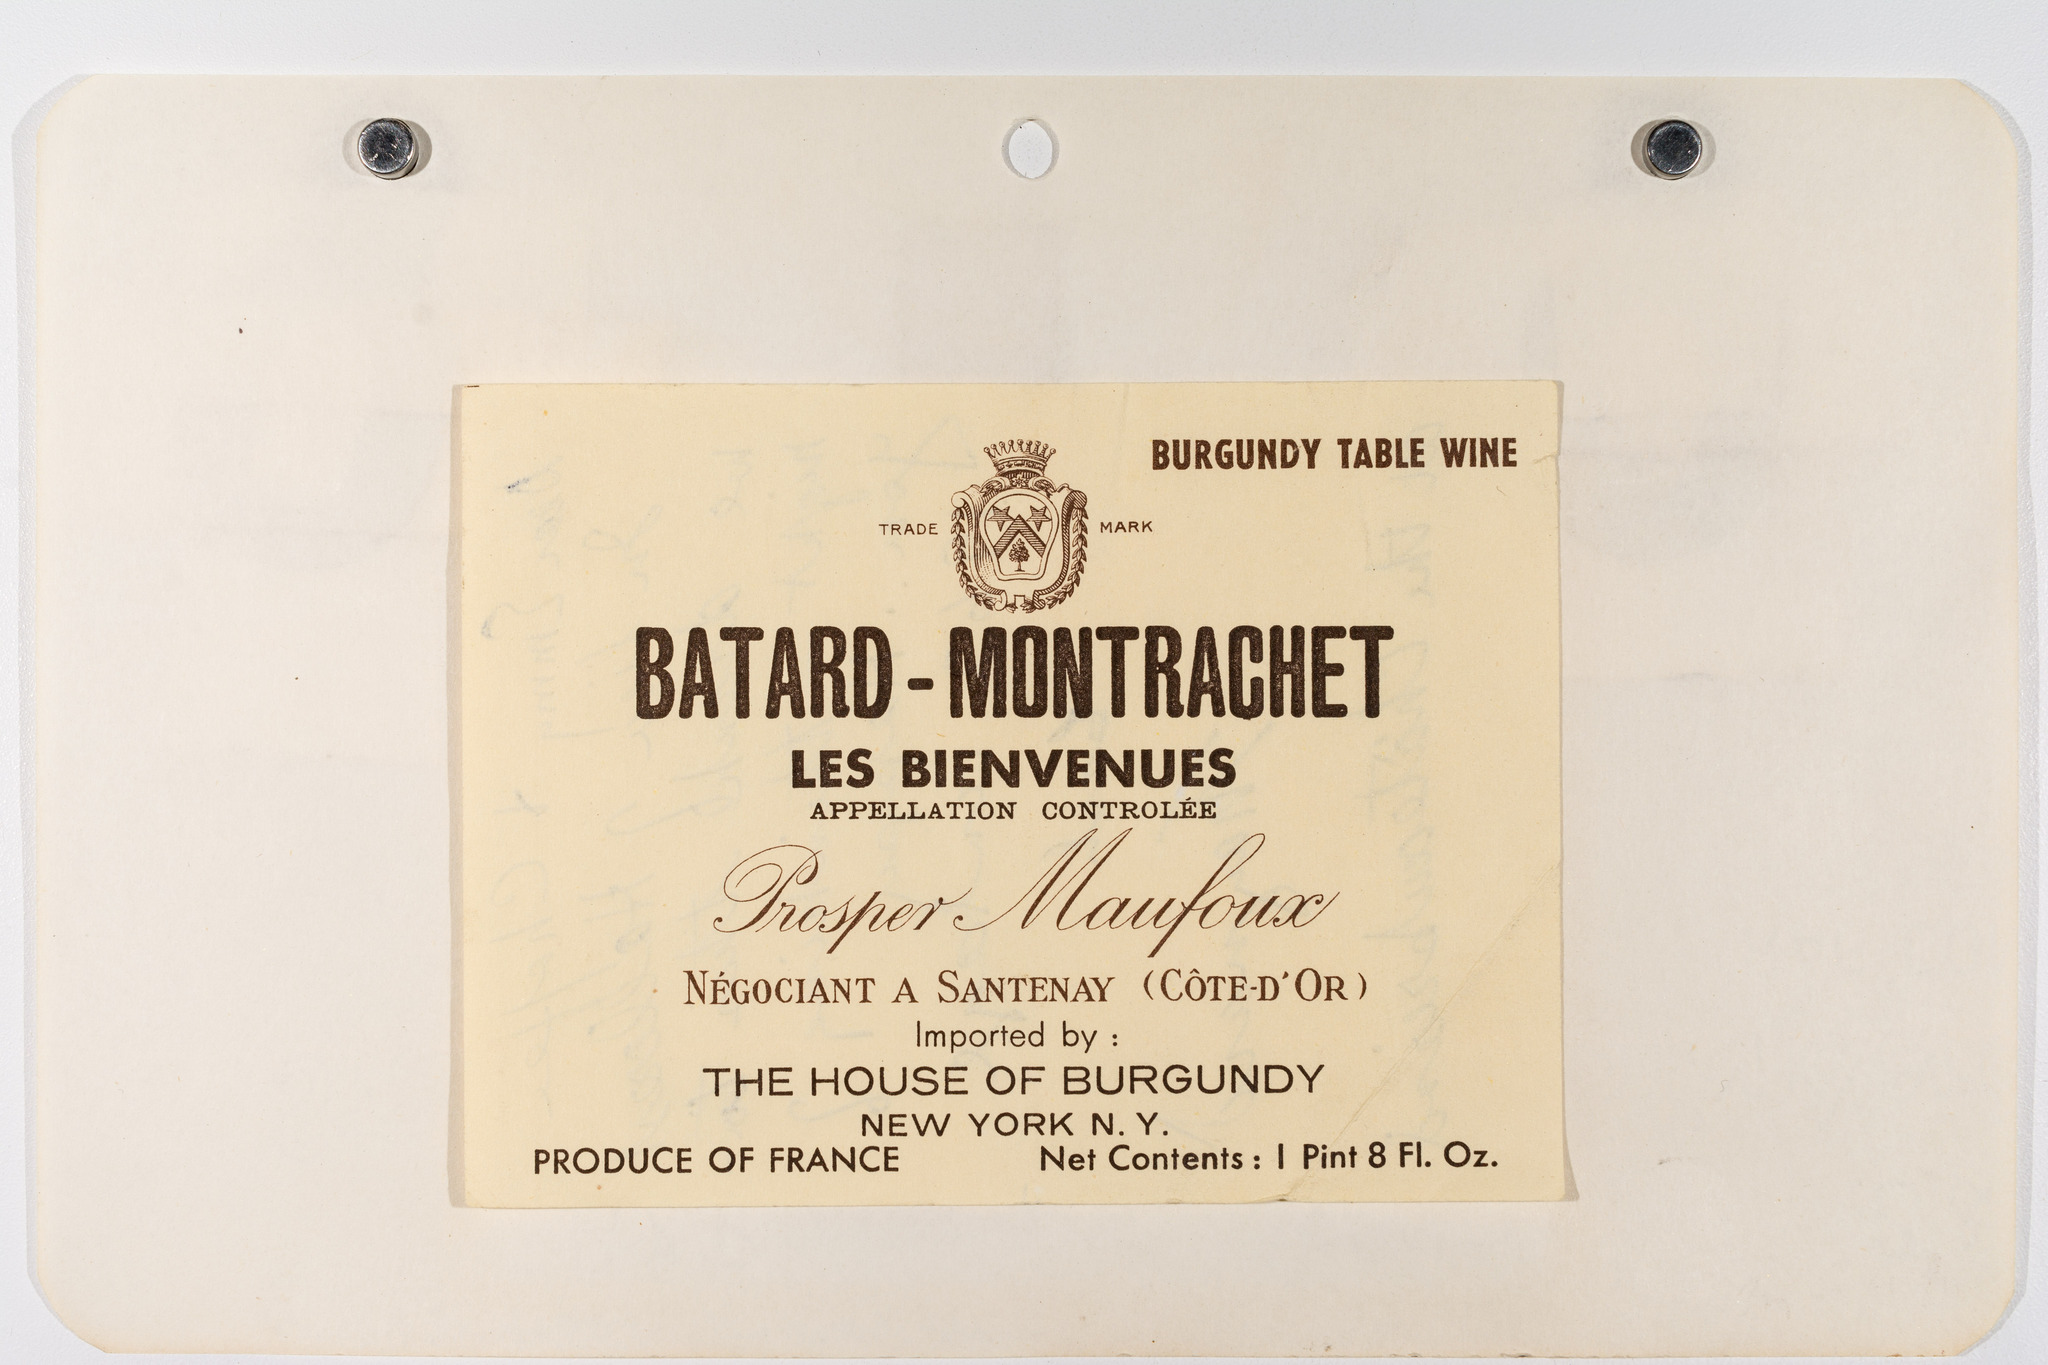 BURGUNDY TABLE WINE
TRADE MARK
BATARD - MONTRACHET
LES BIENVENUES
APPELLATION CONTROLÉE
Prosper Maufoux
NÉGOCIANT A SANTENAY (CÔTE-D'OR)
Imported by :
THE HOUSE OF BURGUNDY
NEW YORK N. Y.
PRODUCE OF FRANCE
Net Contents : 1 Pint 8 Fl. Oz.